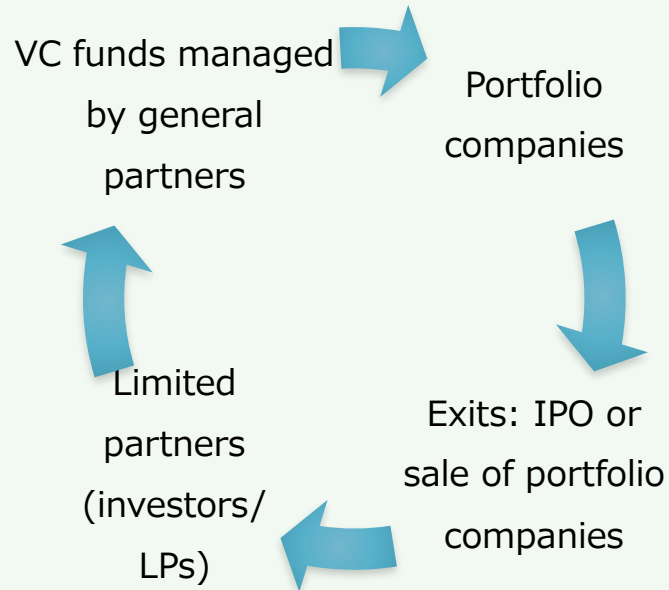 VC funds managed
by general
partners
Portfolio
companies
Exits: IPO or
sale of portfolio
companies
Limited
partners
(investors/
LPs)